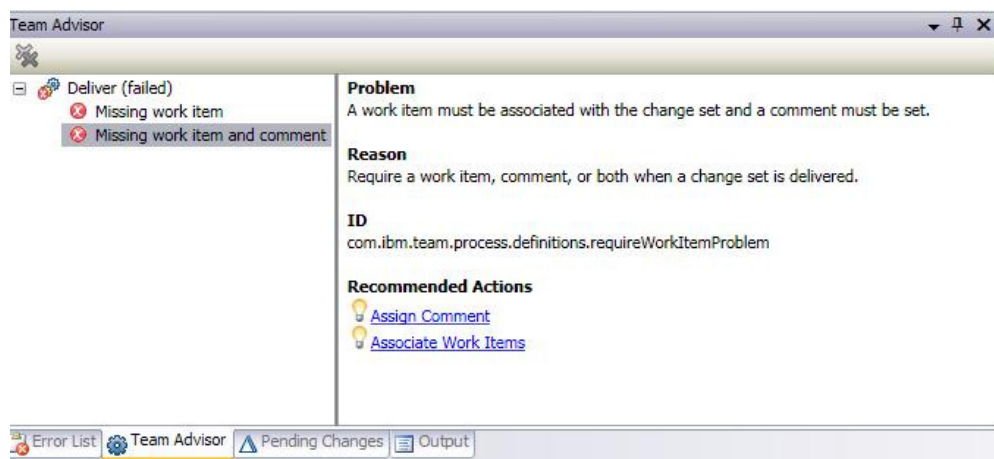 Team Advisor
Deliver (failed)
Missing work item
Missing work item and comment
Problem
A work item must be associated with the change set and a comment must be set.
Reason
Require a work item, comment, or both when a change set is delivered.
ID
com.ibm.team.process.definitions.requireWorkItemProblem
Recommended Actions
Assign Comment
Associate Work Items
Error List Team Advisor Pending Changes Output